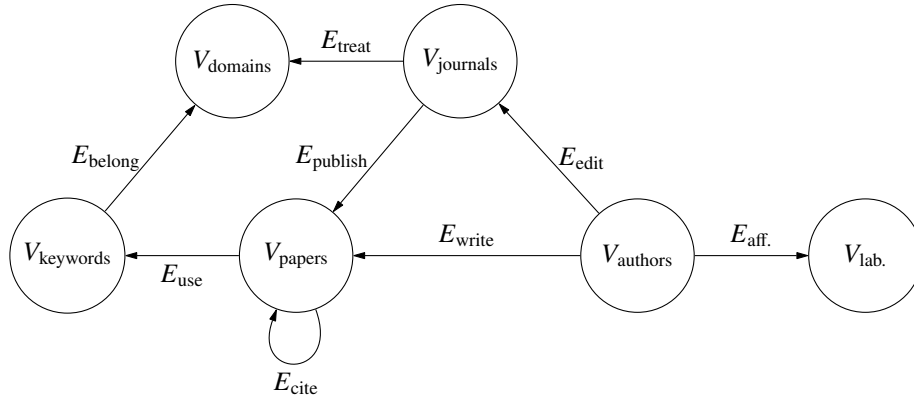 E_treat
V_domains
V_journals
E_belong
E_publish
E_edit
E_write
E_aff.
V_keywords
V_papers
V_authors
V_lab.
E_use
E_cite